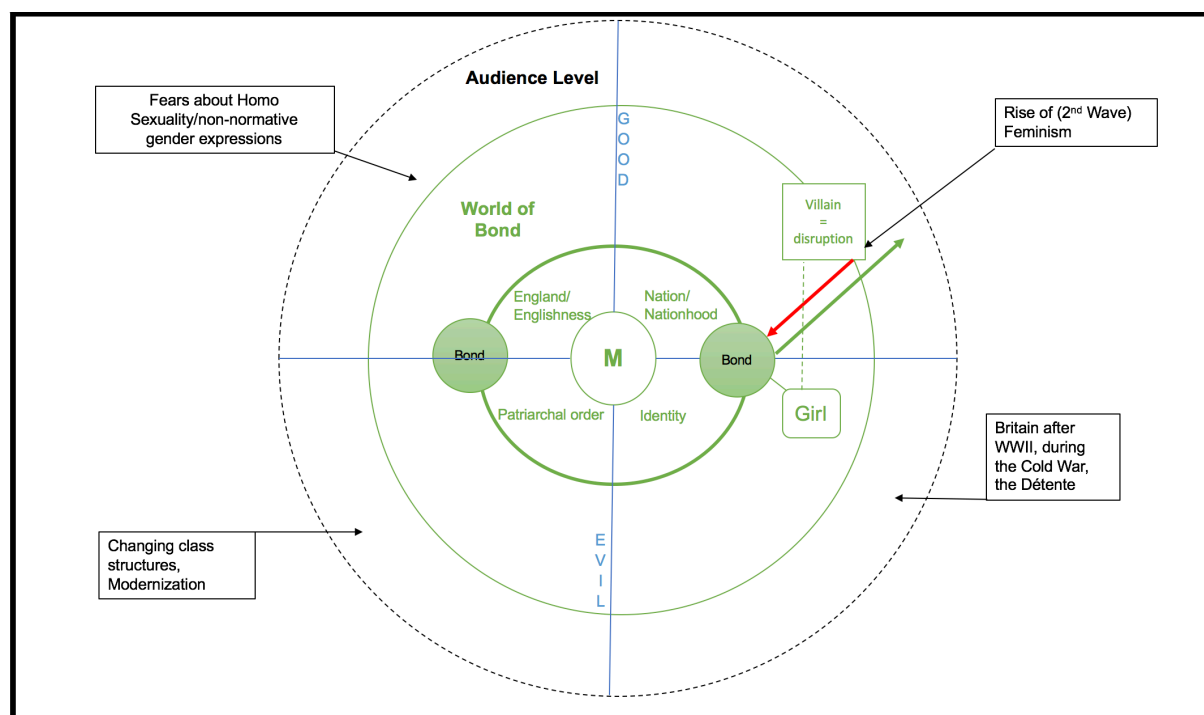 Audience Level
Fears about Homo
Sexuality/non-normative
gender expressions
Rise of (2nd Wave)
Feminism
G
O
O
D
World of
Bond
Villain
=
disruption
England/
Englishness
Nation/
Nationhood
Bond
M
Bond
Patriarchal order
Identity
Girl
Britain after
WWII, during
the Cold War,
the Détente
Changing class
structures,
Modernization
E
V
I
L